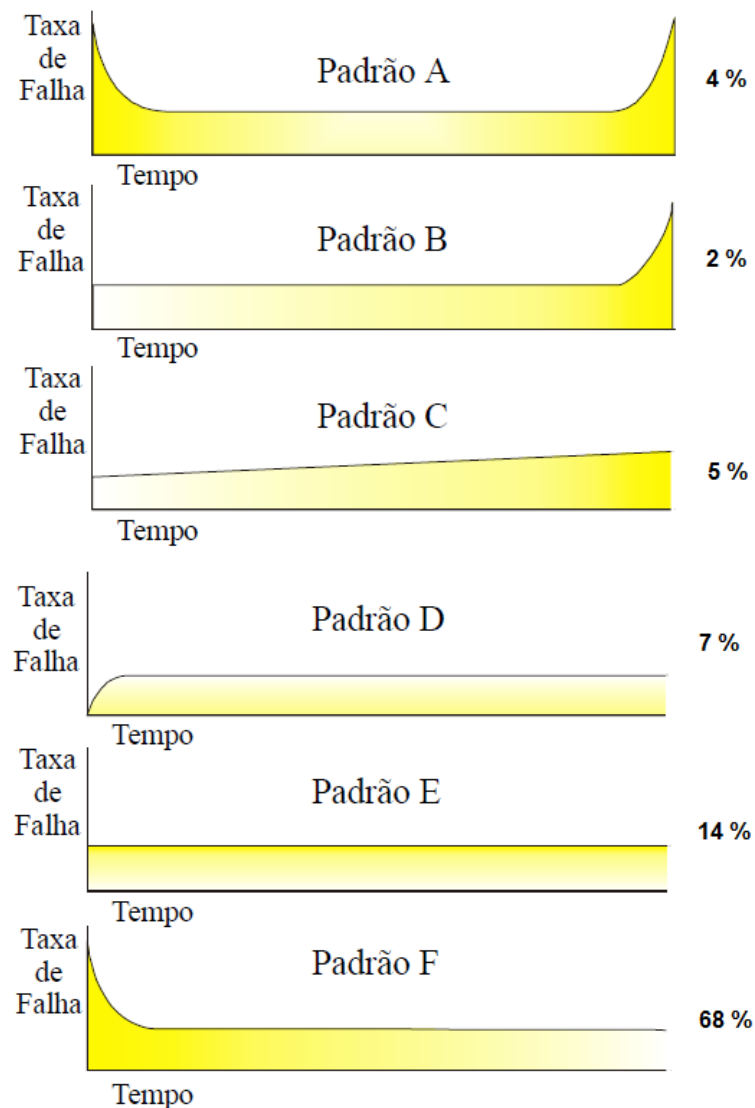 Taxa
de
Falha
Padrão A
4 %
Tempo
Taxa
de
Falha
Padrão B
2 %
Tempo
Taxa
de
Falha
Padrão C
5 %
Tempo
Taxa
de
Falha
Padrão D
7 %
Tempo
Taxa
de
Falha
Padrão E
14 %
Tempo
Taxa
de
Falha
Padrão F
68 %
Tempo